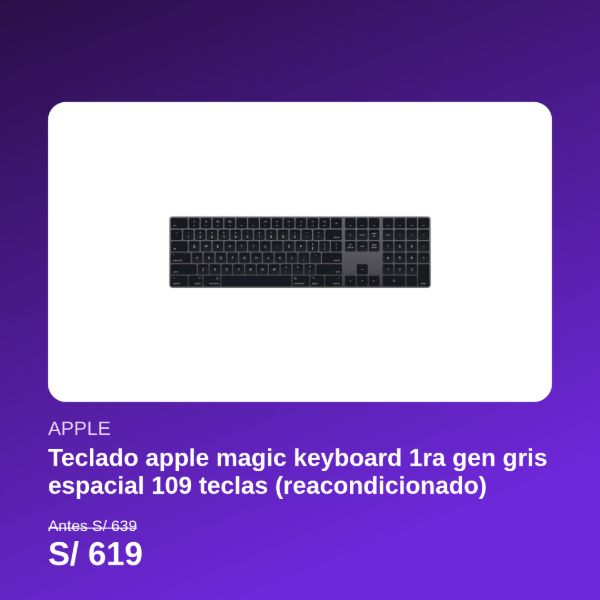 APPLE
Teclado apple magic keyboard 1ra gen gris
espacial 109 teclas (reacondicionado)
Antes S/ 639
S/ 619